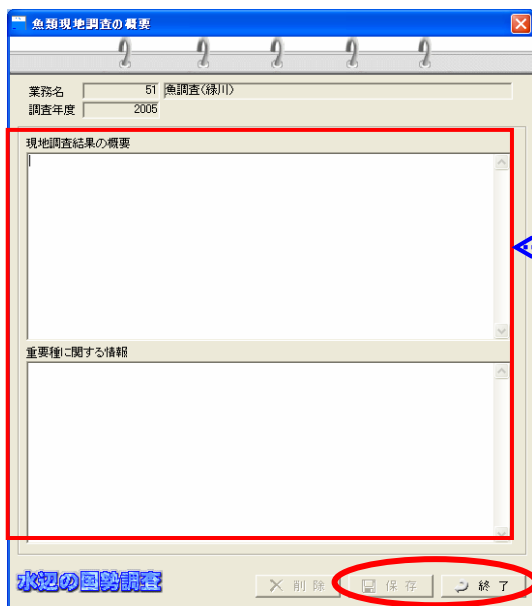 魚類現地調査の概要
業務名 51 魚調査(緑川)
調査年度 2005
現地調査結果の概要
重要種に関する情報
水辺の国勢調査
削除 保存 終了